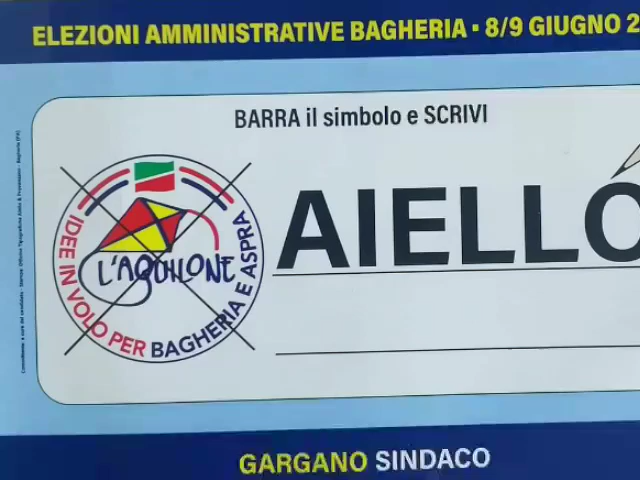 ELEZIONI AMMINISTRATIVE BAGHERIA • 8/9 GIUGNO 2
BARRA il simbolo e SCRIVI
AIELLO
L'AQUILONE
IDEE IN VOLO PER BAGHERIA E ASPRA
GARGANO SINDACO